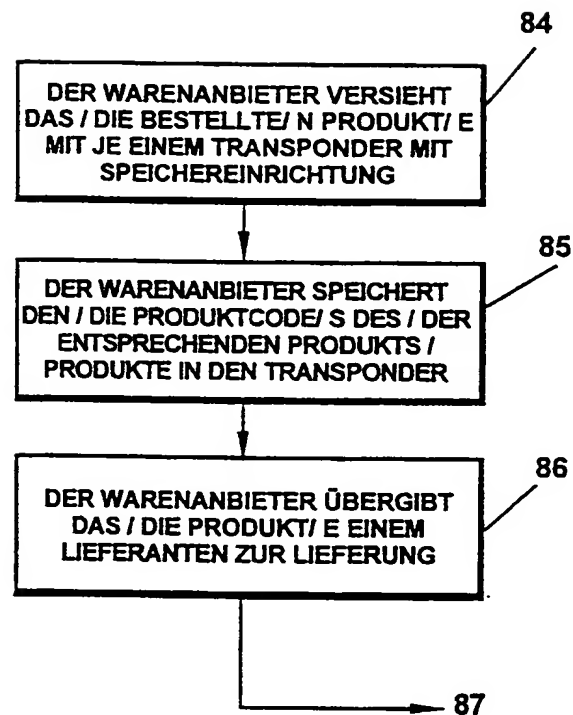 84
DER WARENANBIETER VERSIEHT
DAS / DIE BESTELLTE/ N PRODUKT/ E
MIT JE EINEM TRANSPONDER MIT
SPEICHEREINRICHTUNG
85
DER WARENANBIETER SPEICHERT
DEN / DIE PRODUKTCODE/ S DES / DER
ENTSPRECHENDEN PRODUKTS /
PRODUKTE IN DEN TRANSPONDER
86
DER WARENANBIETER ÜBERGIBT
DAS / DIE PRODUKT/ E EINEM
LIEFERANTEN ZUR LIEFERUNG
87